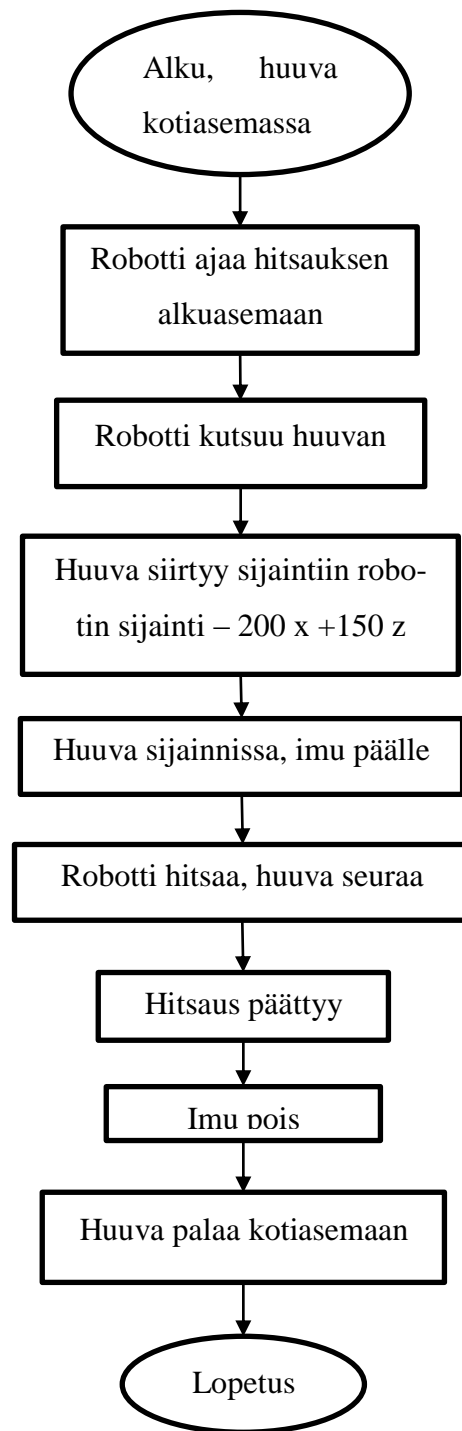 Alku, huuva
kotiasemassa
Robotti ajaa hitsauksen
alkuasemaan
Robotti kutsuu huuvan
Huuva siirtyy sijaintiin robo-
tin sijainti – 200 x +150 z
Huuva sijainnissa, imu päälle
Robotti hitsaa, huuva seuraa
Hitsaus päättyy
Imu pois
Huuva palaa kotiasemaan
Lopetus